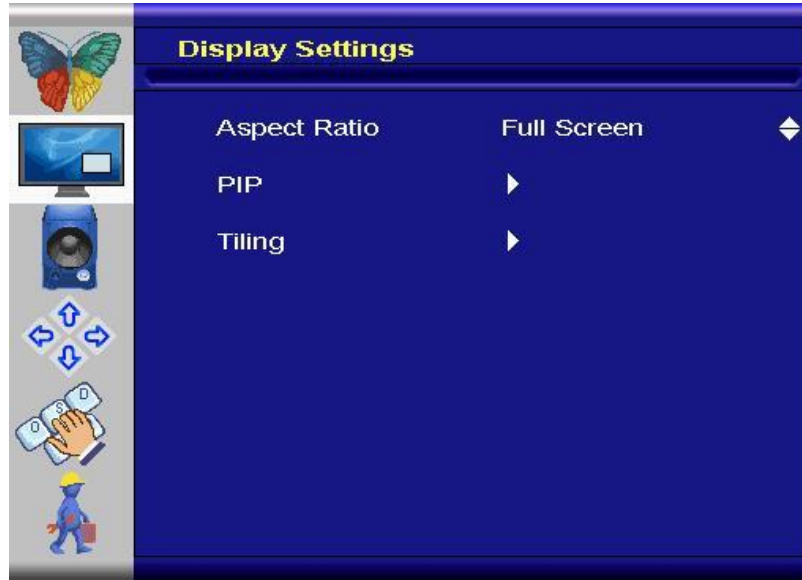 Display Settings
Aspect Ratio Full Screen
PIP
Tiling
O S D